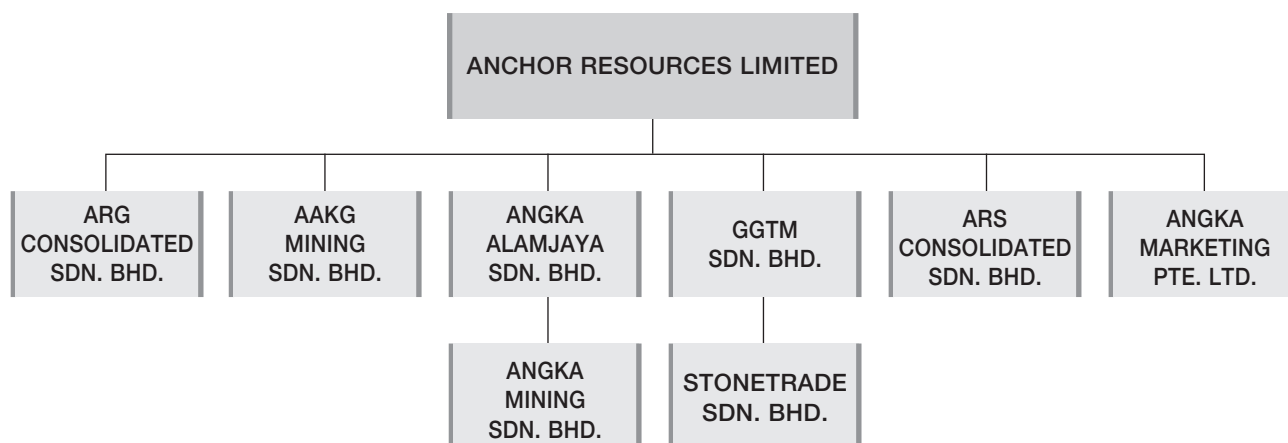 ANCHOR RESOURCES LIMITED
ARG
CONSOLIDATED
SDN. BHD.
AAKG
MINING
SDN. BHD.
ANGKA
ALAMJAYA
SDN. BHD.
GGTM
SDN. BHD.
ARS
CONSOLIDATED
SDN. BHD.
ANGKA
MARKETING
PTE. LTD.
ANGKA
MINING
SDN. BHD.
STONETRADE
SDN. BHD.